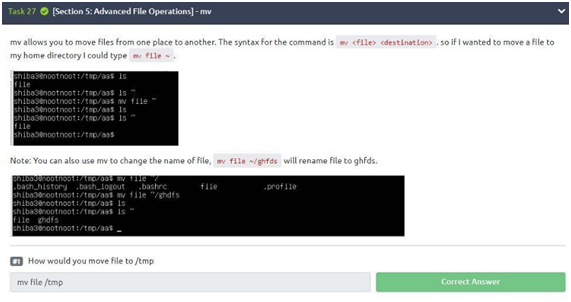 Task 27 [Section 5: Advanced File Operations] - mv
mv allows you to move files from one place to another. The syntax for the command is mv <file> <destination> , so if I wanted to move a file to
my home directory I could type mv file ~ .
shiba3@nootnoot:/tmp/aa$ ls
file
shiba3@nootnoot:/tmp/aa$ ls ~
shiba3@nootnoot:/tmp/aa$ mv file ~
shiba3@nootnoot:/tmp/aa$ ls
shiba3@nootnoot:/tmp/aa$ ls ~
file
shiba3@nootnoot:/tmp/aa$
Note: You can also use mv to change the name of file, mv file ~/ghfds will rename file to ghfds.
shiba3@nootnoot:/tmp/aa$ mv file ~/
.bash_history .bash_logout .bashrc file .profile
shiba3@nootnoot:/tmp/aa$ mv file ~/ghdfs
shiba3@nootnoot:/tmp/aa$ ls
shiba3@nootnoot:/tmp/aa$ ls ~
file ghdfs
shiba3@nootnoot:/tmp/aa$ _
#1 How would you move file to /tmp
mv file /tmp
Correct Answer